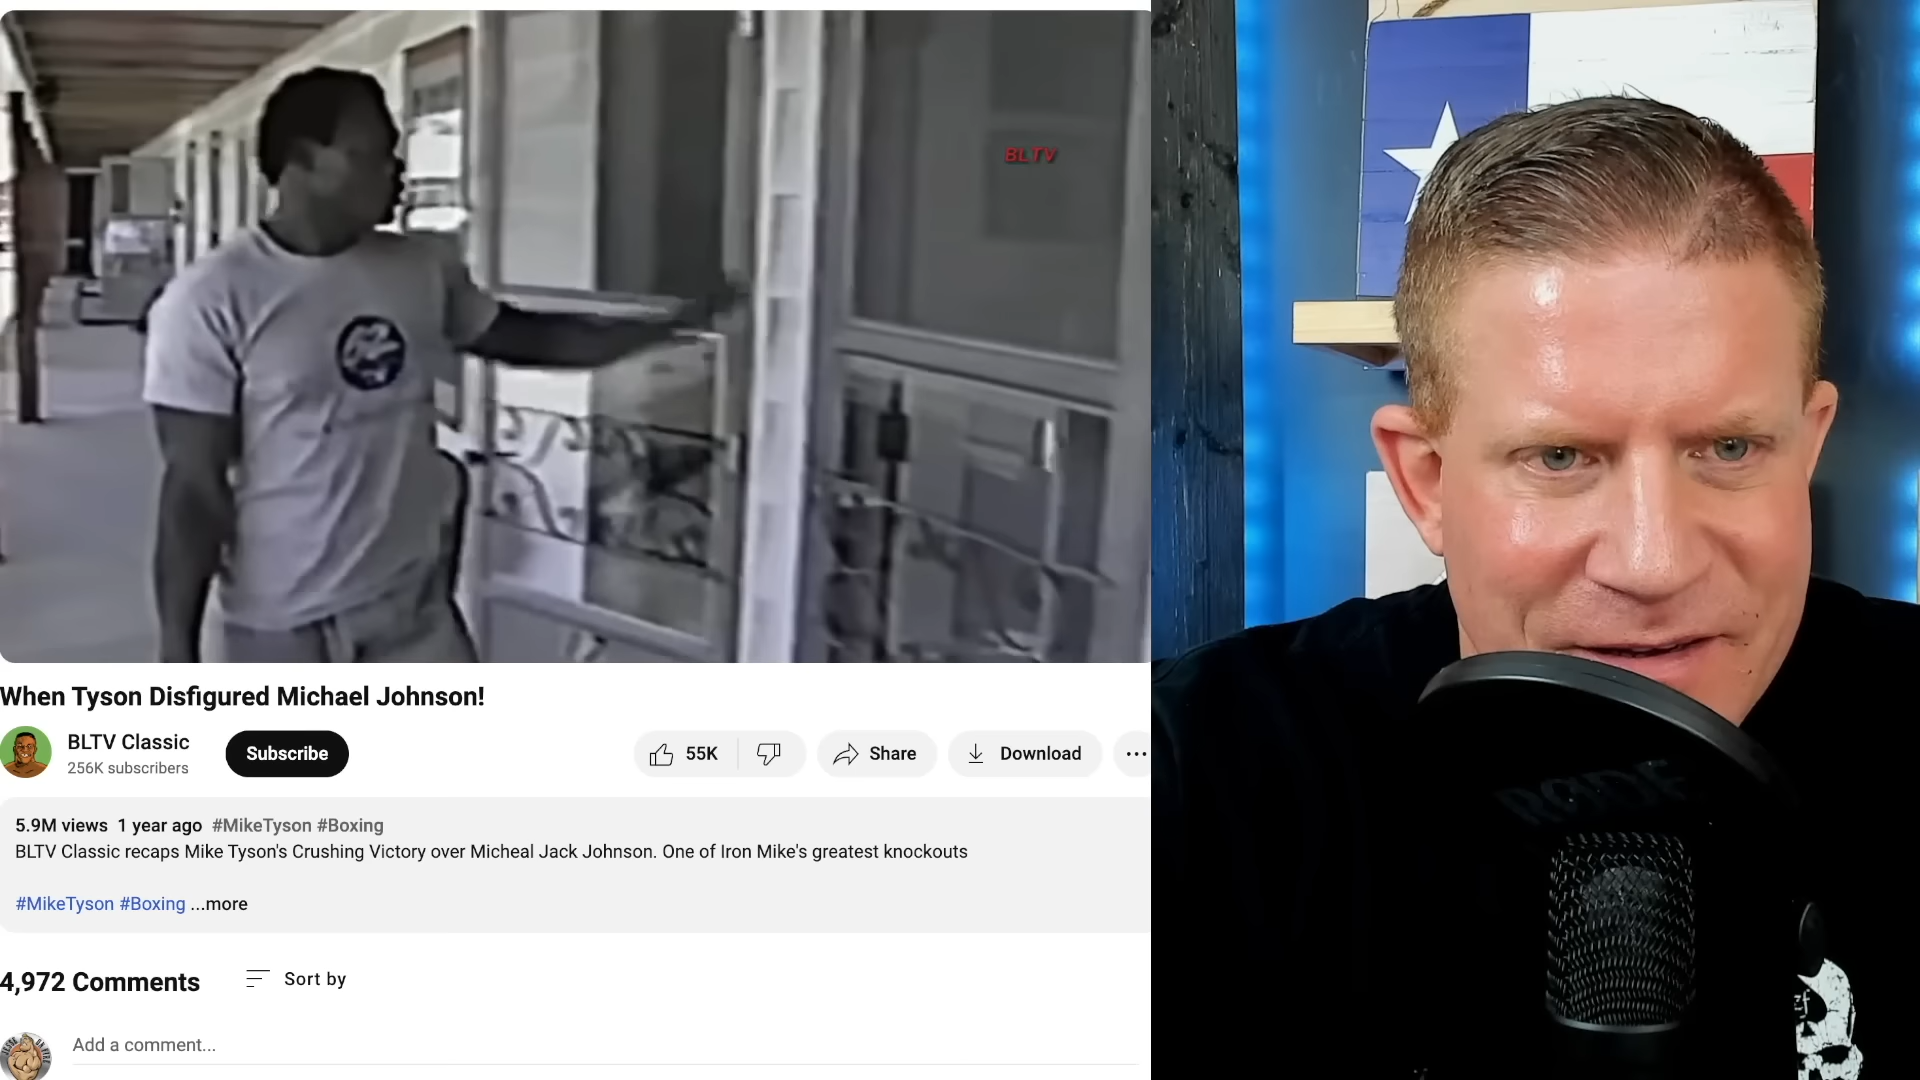 BLTV
When Tyson Disfigured Michael Johnson!
BLTV Classic
256K subscribers
Subscribe
55K
Share
Download
5.9M views 1 year ago #MikeTyson #Boxing
BLTV Classic recaps Mike Tyson's Crushing Victory over Micheal Jack Johnson. One of Iron Mike's greatest knockouts
#MikeTyson #Boxing ...more
4,972 Comments
Sort by
Add a comment...
RØDE